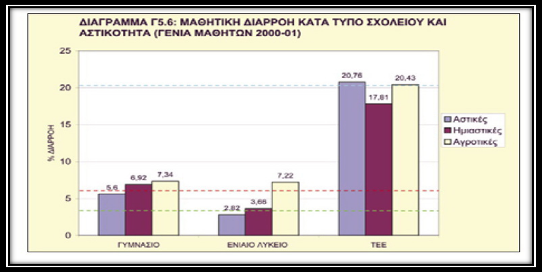 ΔΙΑΓΡΑΜΜΑ Γ5.6: ΜΑΘΗΤΙΚΗ ΔΙΑΡΡΟΗ ΚΑΤΑ ΤΥΠΟ ΣΧΟΛΕΙΟΥ ΚΑΙ
ΑΣΤΙΚΟΤΗΤΑ (ΓΕΝΙΑ ΜΑΘΗΤΩΝ 2000-01)
25
20
15
10
5
0
% ΔΙΑΡΡΟΗ
5,6
6,92
7,34
2,82
3,66
7,22
20,76
17,81
20,43
ΓΥΜΝΑΣΙΟ
ΕΝΙΑΙΟ ΛΥΚΕΙΟ
ΤΕΕ
Αστικές
Ημιαστικές
Αγροτικές